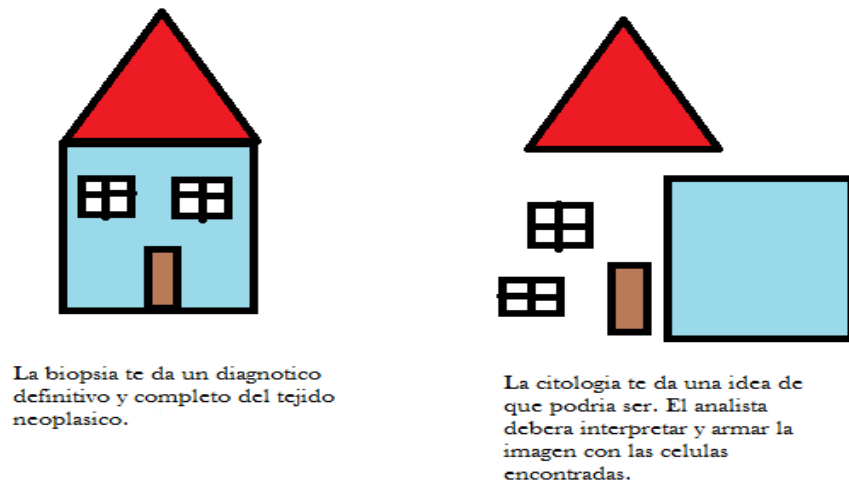 La biopsia te da un diagnotico
definitivo y completo del tejido
neoplasico.
La citologia te da una idea de
que podria ser. El analista
debera interpretar y armar la
imagen con las celulas
encontradas.